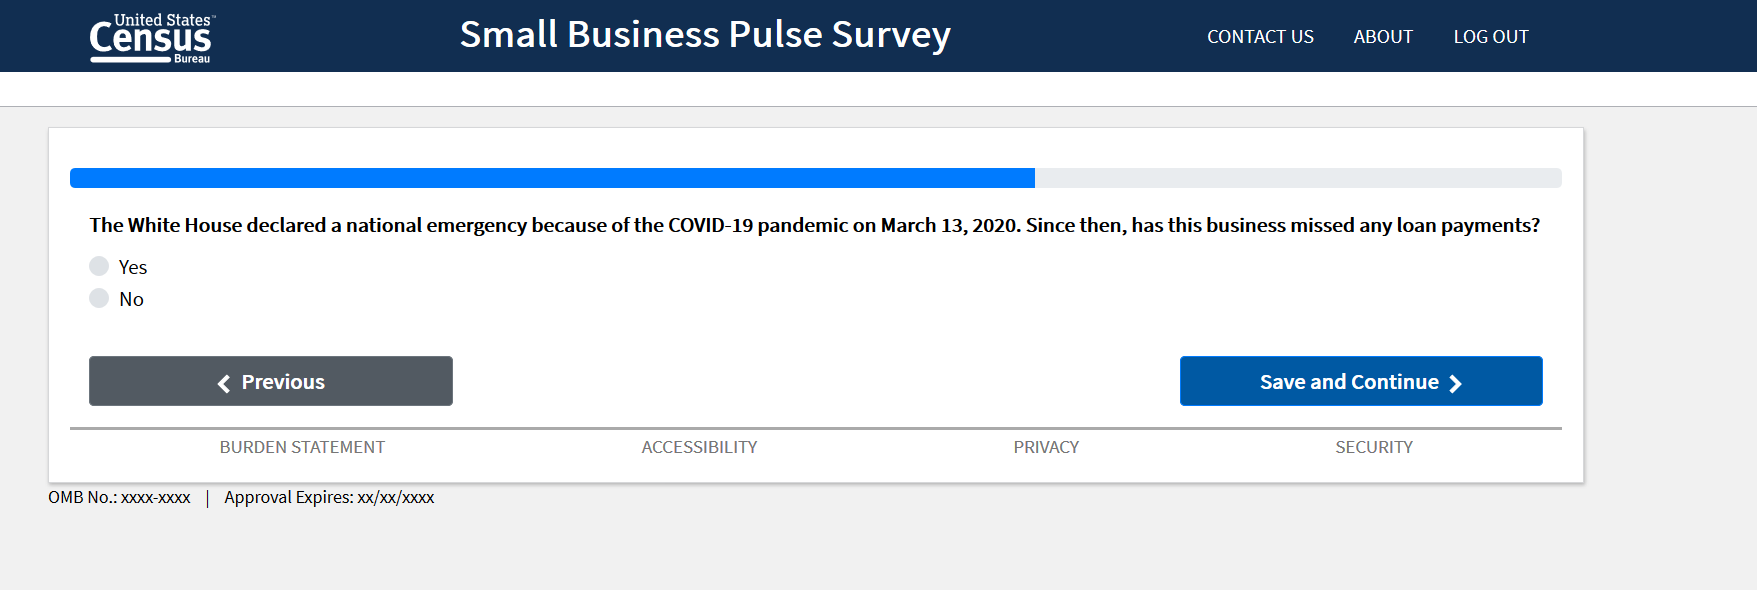 United States™
Census
Bureau
Small Business Pulse Survey
CONTACT US ABOUT LOG OUT
The White House declared a national emergency because of the COVID-19 pandemic on March 13, 2020. Since then, has this business missed any loan payments?
Yes
No
Previous
Save and Continue
BURDEN STATEMENT ACCESSIBILITY PRIVACY SECURITY
OMB No.: xxxx-xxxx | Approval Expires: xx/xx/xxxx